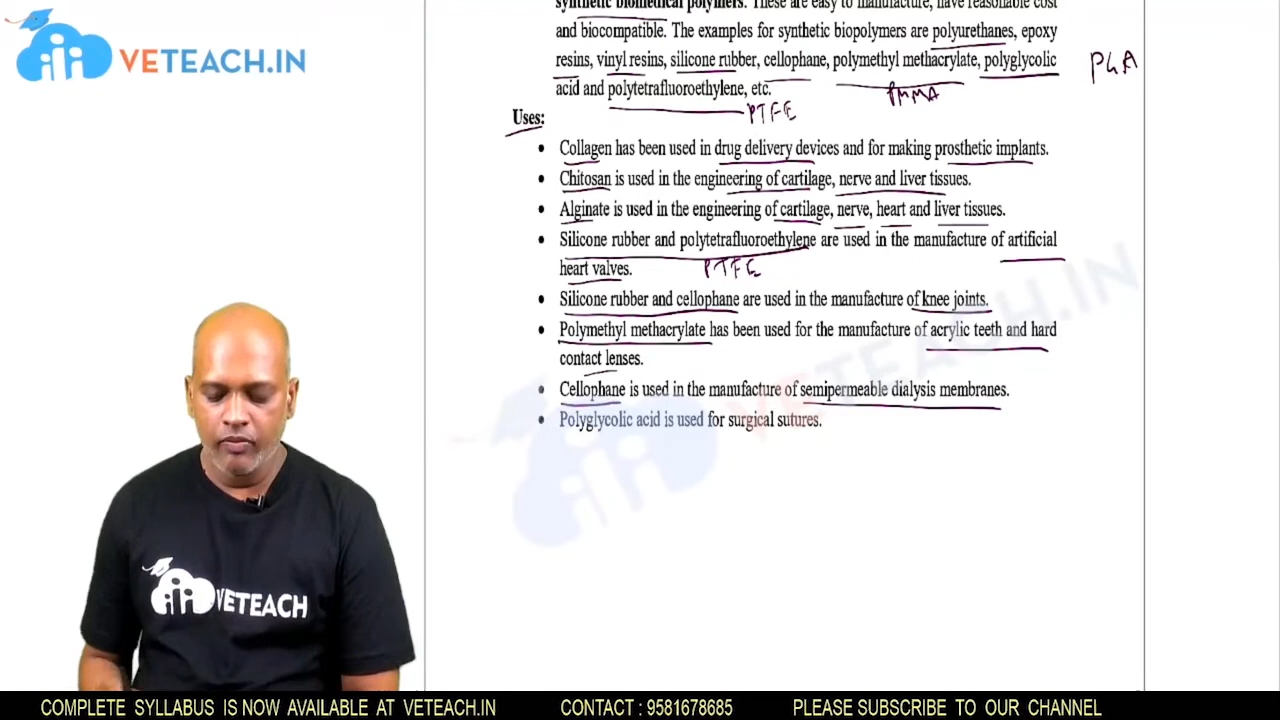 VETEACH.IN
synthetic biomedical polymers. These are easy to manufacture, have reasonable cost
and biocompatible. The examples for synthetic biopolymers are polyurethanes, epoxy
resins, vinyl resins, silicone rubber, cellophane, polymethyl methacrylate, polyglycolic
PGA
acid and polytetrafluoroethylene, etc.
PMMA
PTFE
Uses:
• Collagen has been used in drug delivery devices and for making prosthetic implants.
• Chitosan is used in the engineering of cartilage, nerve and liver tissues.
• Alginate is used in the engineering of cartilage, nerve, heart and liver tissues.
• Silicone rubber and polytetrafluoroethylene are used in the manufacture of artificial
heart valves.
PTFE
• Silicone rubber and cellophane are used in the manufacture of knee joints.
• Polymethyl methacrylate has been used for the manufacture of acrylic teeth and hard
contact lenses.
• Cellophane is used in the manufacture of semipermeable dialysis membranes.
• Polyglycolic acid is used for surgical sutures.
VETEACH.IN
VETEACH
COMPLETE SYLLABUS IS NOW AVAILABLE AT VETEACH.IN
CONTACT : 9581678685
PLEASE SUBSCRIBE TO OUR CHANNEL